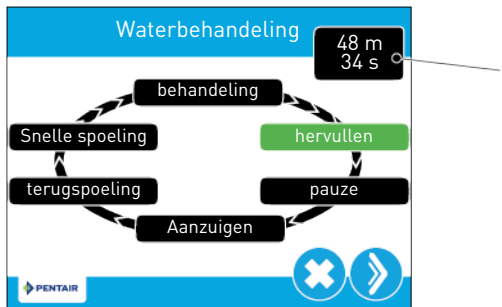 Waterbehandeling
48 m
34 s
behandeling
Snelle spoeling
hervullen
terugspoeling
pauze
Aanzuigen
PENTAIR